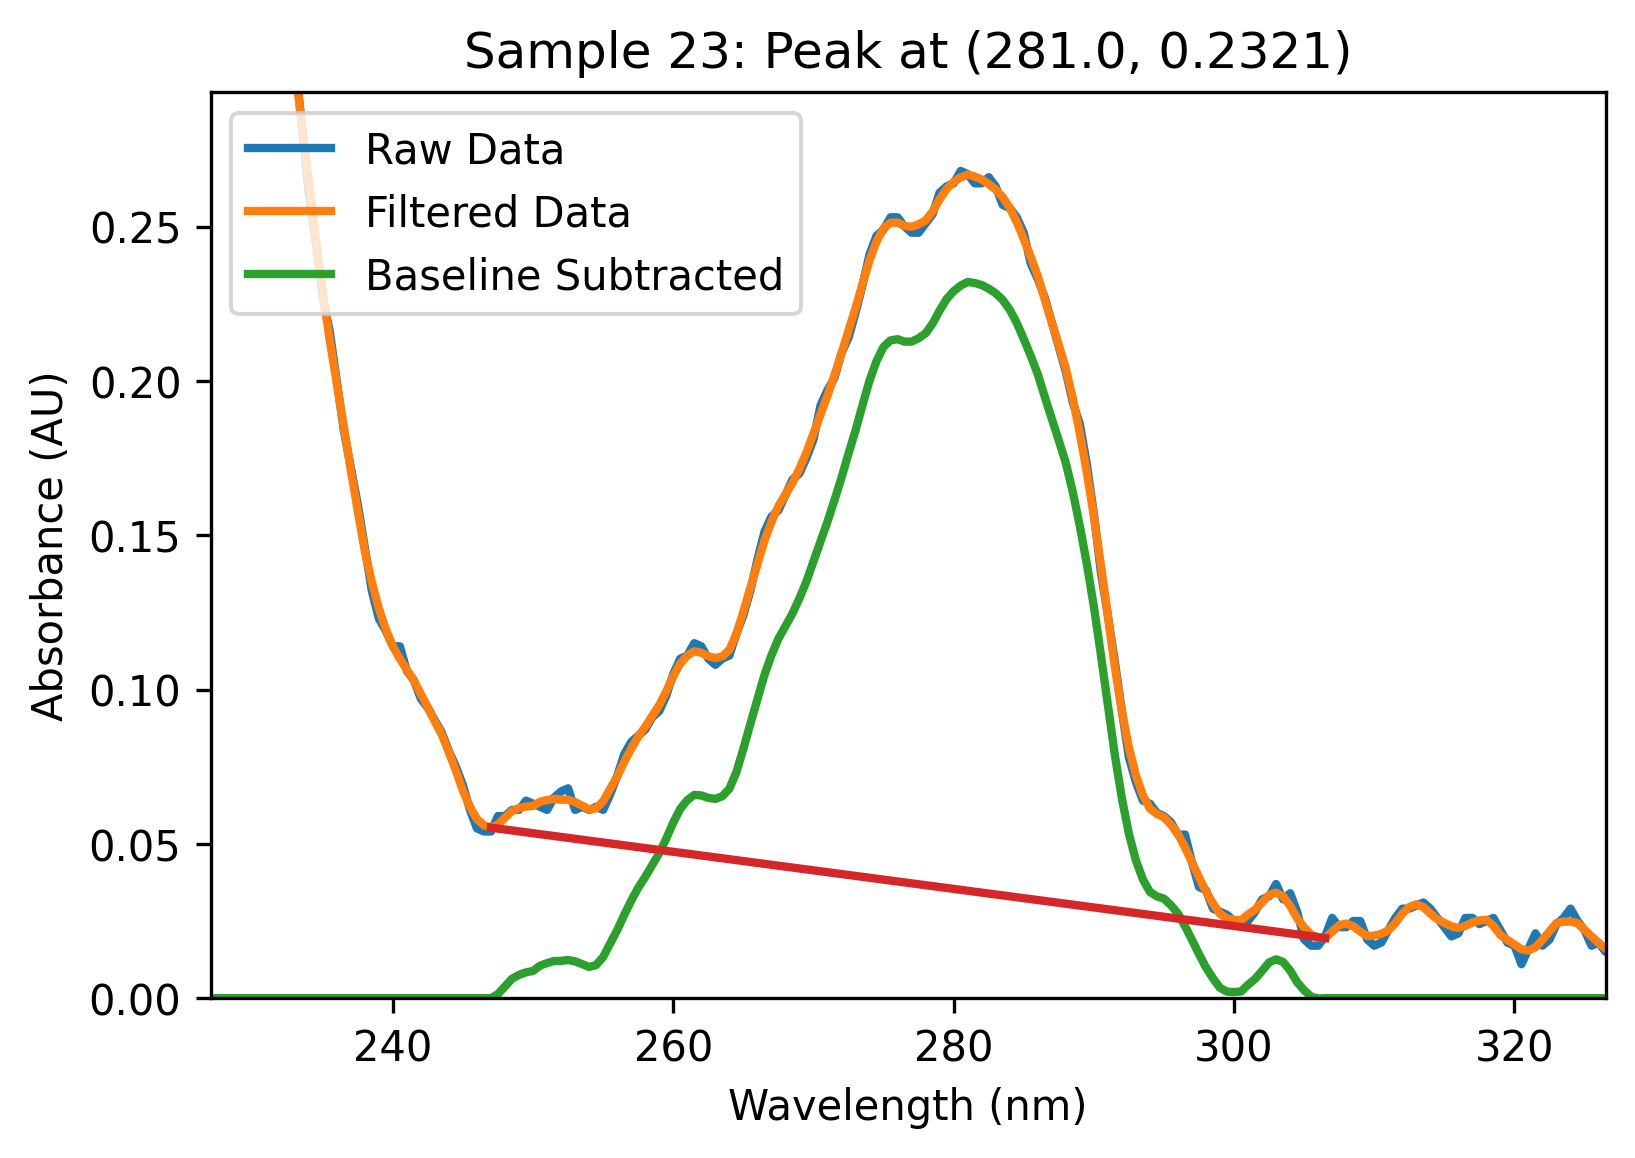 Sample 23: Peak at (281.0, 0.2321)
Raw Data
Filtered Data
Baseline Subtracted
Absorbance (AU)
0.25
0.20
0.15
0.10
0.05
0.00
240 260 280 300 320
Wavelength (nm)